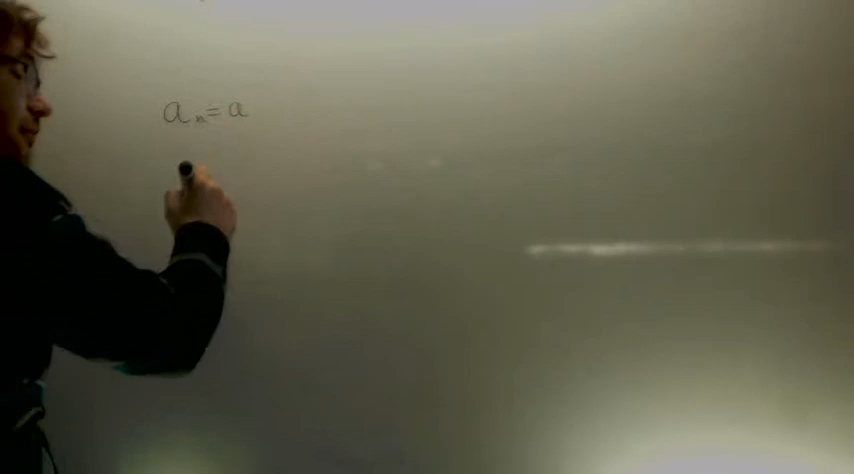 aₙ = a